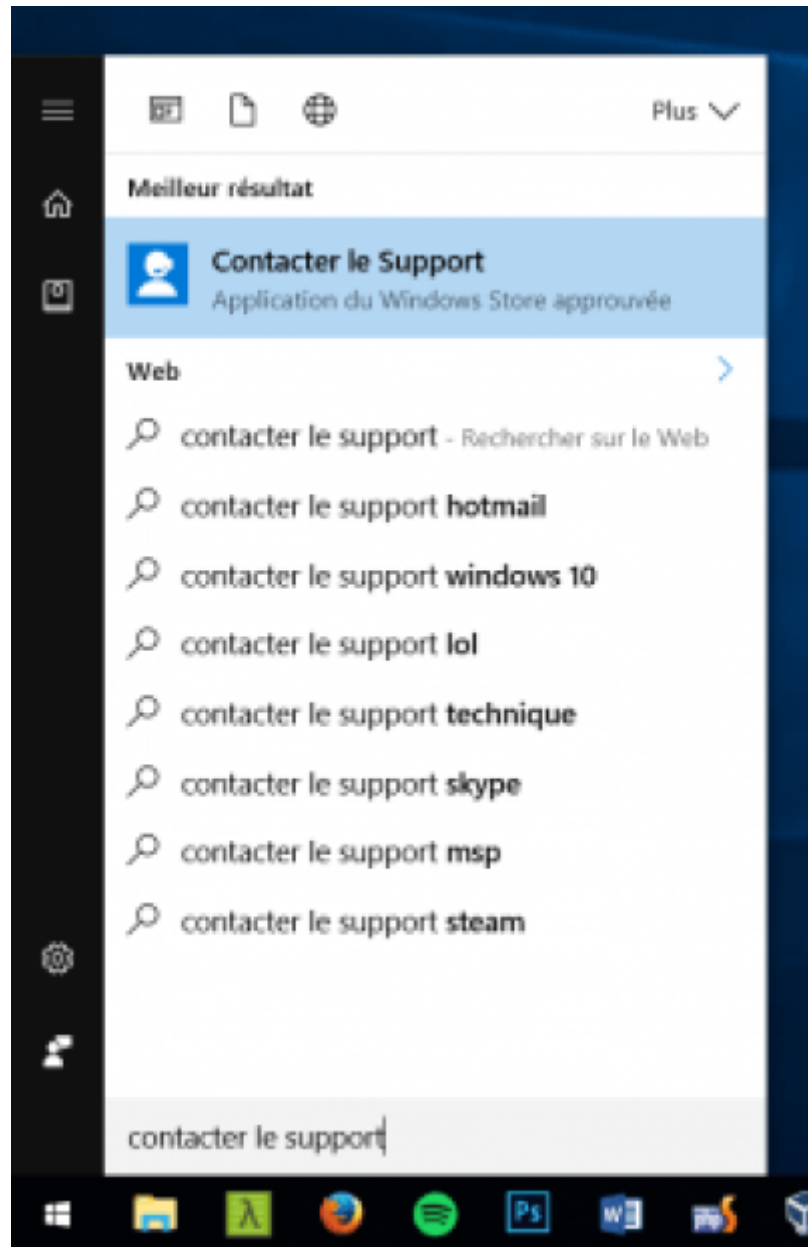 Plus
Meilleur résultat
Contacter le Support
Application du Windows Store approuvée
Web
contacter le support - Rechercher sur le Web
contacter le support hotmail
contacter le support windows 10
contacter le support lol
contacter le support technique
contacter le support skype
contacter le support msp
contacter le support steam
contacter le support
Ps